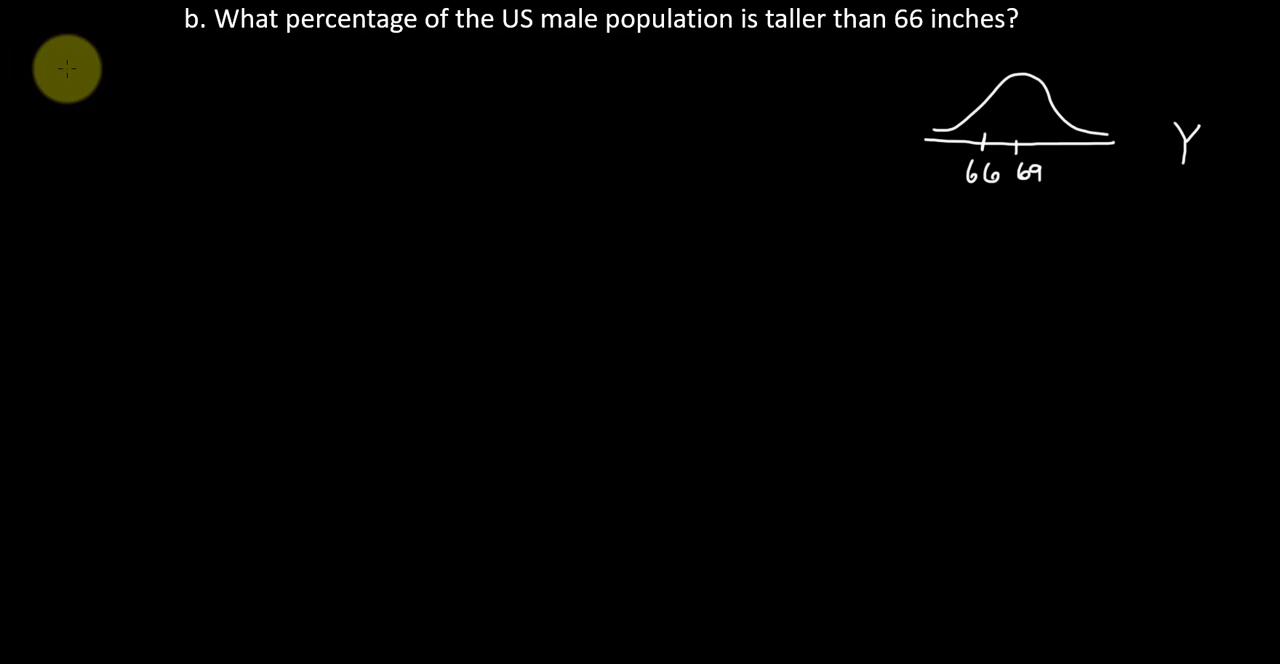 b. What percentage of the US male population is taller than 66 inches?
Y
66 69